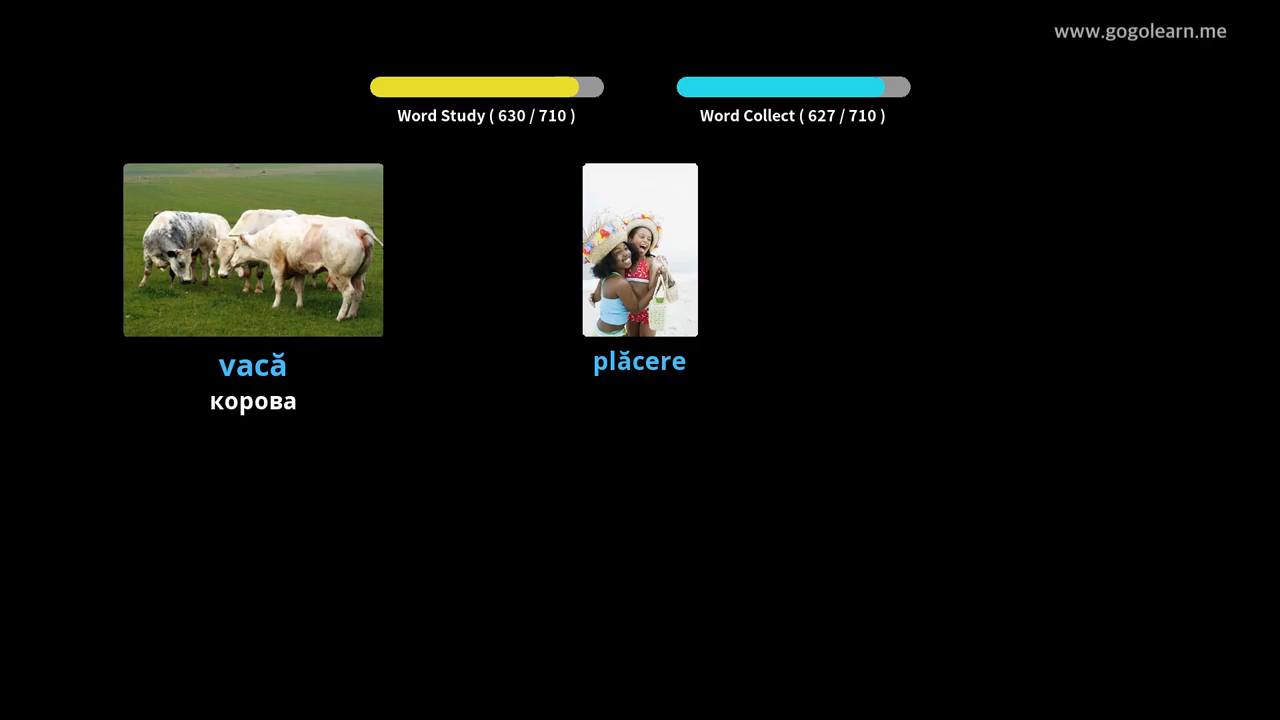 www.gogolearn.me
Word Study ( 630 / 710 )
Word Collect ( 627 / 710 )
vacă
корова
plăcere